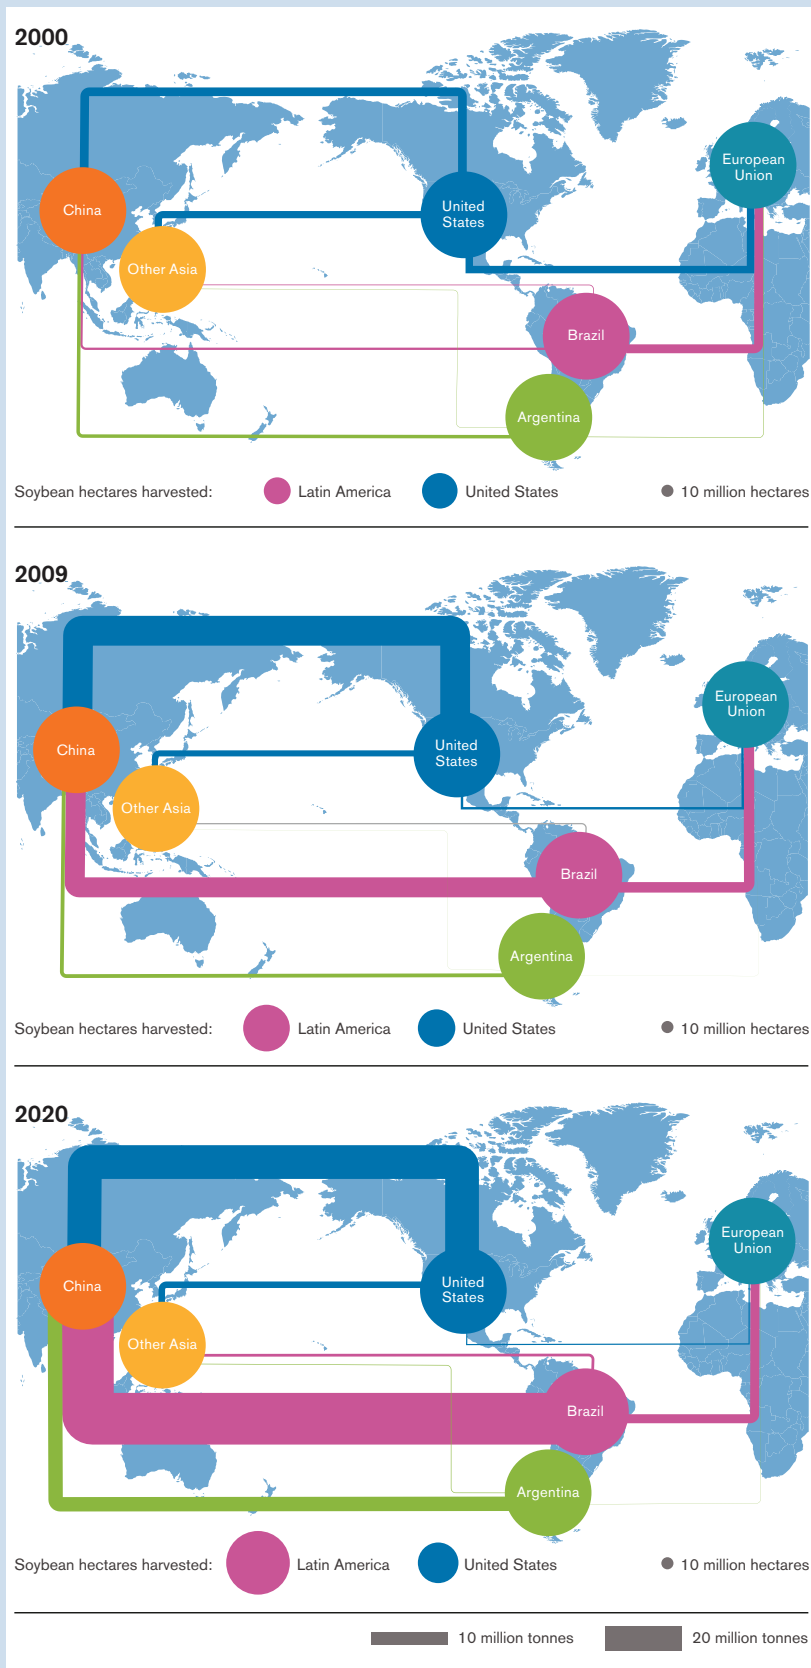 2000
European
Union
China
United
States
Other Asia
Brazil
Argentina
Soybean hectares harvested: Latin America United States 10 million hectares
2009
European
Union
China
United
States
Other Asia
Brazil
Argentina
Soybean hectares harvested: Latin America United States 10 million hectares
2020
European
Union
China
United
States
Other Asia
Brazil
Argentina
Soybean hectares harvested: Latin America United States 10 million hectares
10 million tonnes 20 million tonnes